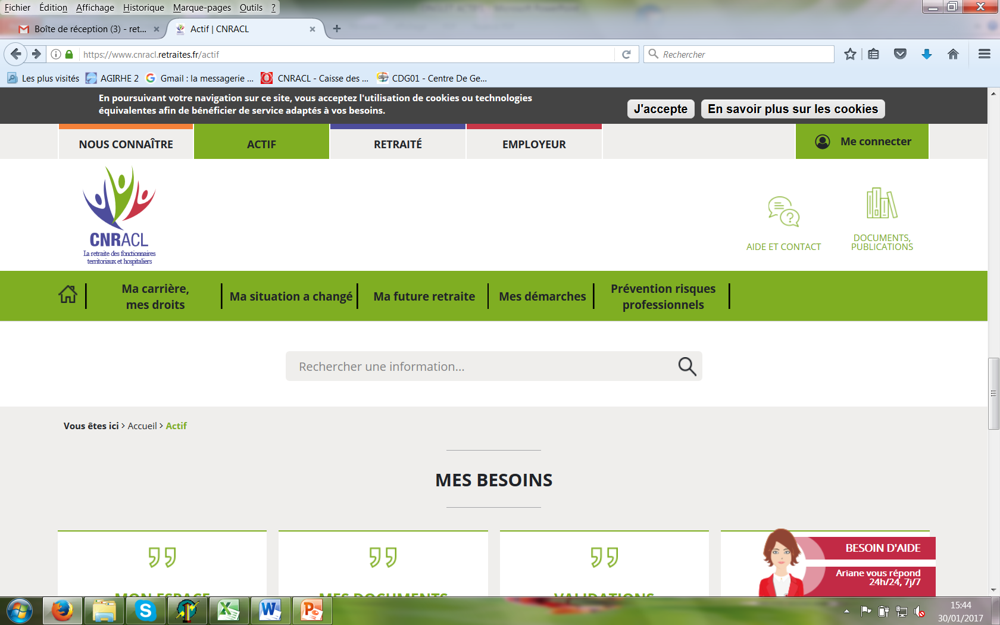 Fichier Édition Affichage Historique Marque-pages Outils ?
Boîte de réception (3) - ret...
Actif | CNRACL
https://www.cnracl.retraites.fr/actif
Rechercher
Les plus visités AGIRHE 2 Gmail : la messagerie ... CNRACL - Caisse des ... CDG01 - Centre De Ge...
En poursuivant votre navigation sur ce site, vous acceptez l'utilisation de cookies ou technologies
équivalentes afin de bénéficier de service adaptés à vos besoins.
J'accepte
En savoir plus sur les cookies
NOUS CONNAÎTRE
ACTIF
RETRAITÉ
EMPLOYEUR
Me connecter
CNRACL
La retraite des fonctionnaires
territoriaux et hospitaliers
AIDE ET CONTACT
DOCUMENTS,
PUBLICATIONS
Ma carrière,
mes droits
Ma situation a changé
Ma future retraite
Mes démarches
Prévention risques
professionnels
Rechercher une information...
Vous êtes ici > Accueil > Actif
MES BESOINS
MON ESPACE
MES DOCUMENTS
VALIDATIONS
BESOIN D'AIDE
Ariane vous répond
24h/24, 7j/7
15:44
30/01/2017